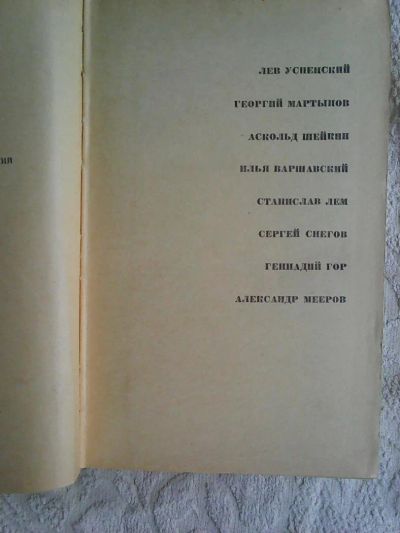 ЛЕВ УСПЕНСКИЙ
ГЕОРГИЙ МАРТЫНОВ
АСКОЛЬД ШЕЙКИН
ИЛЬЯ ВАРШАВСКИЙ
СТАНИСЛАВ ЛЕМ
СЕРГЕЙ СНЕГОВ
ГЕННАДИЙ ГОР
АЛЕКСАНДР МЕЕРОВ